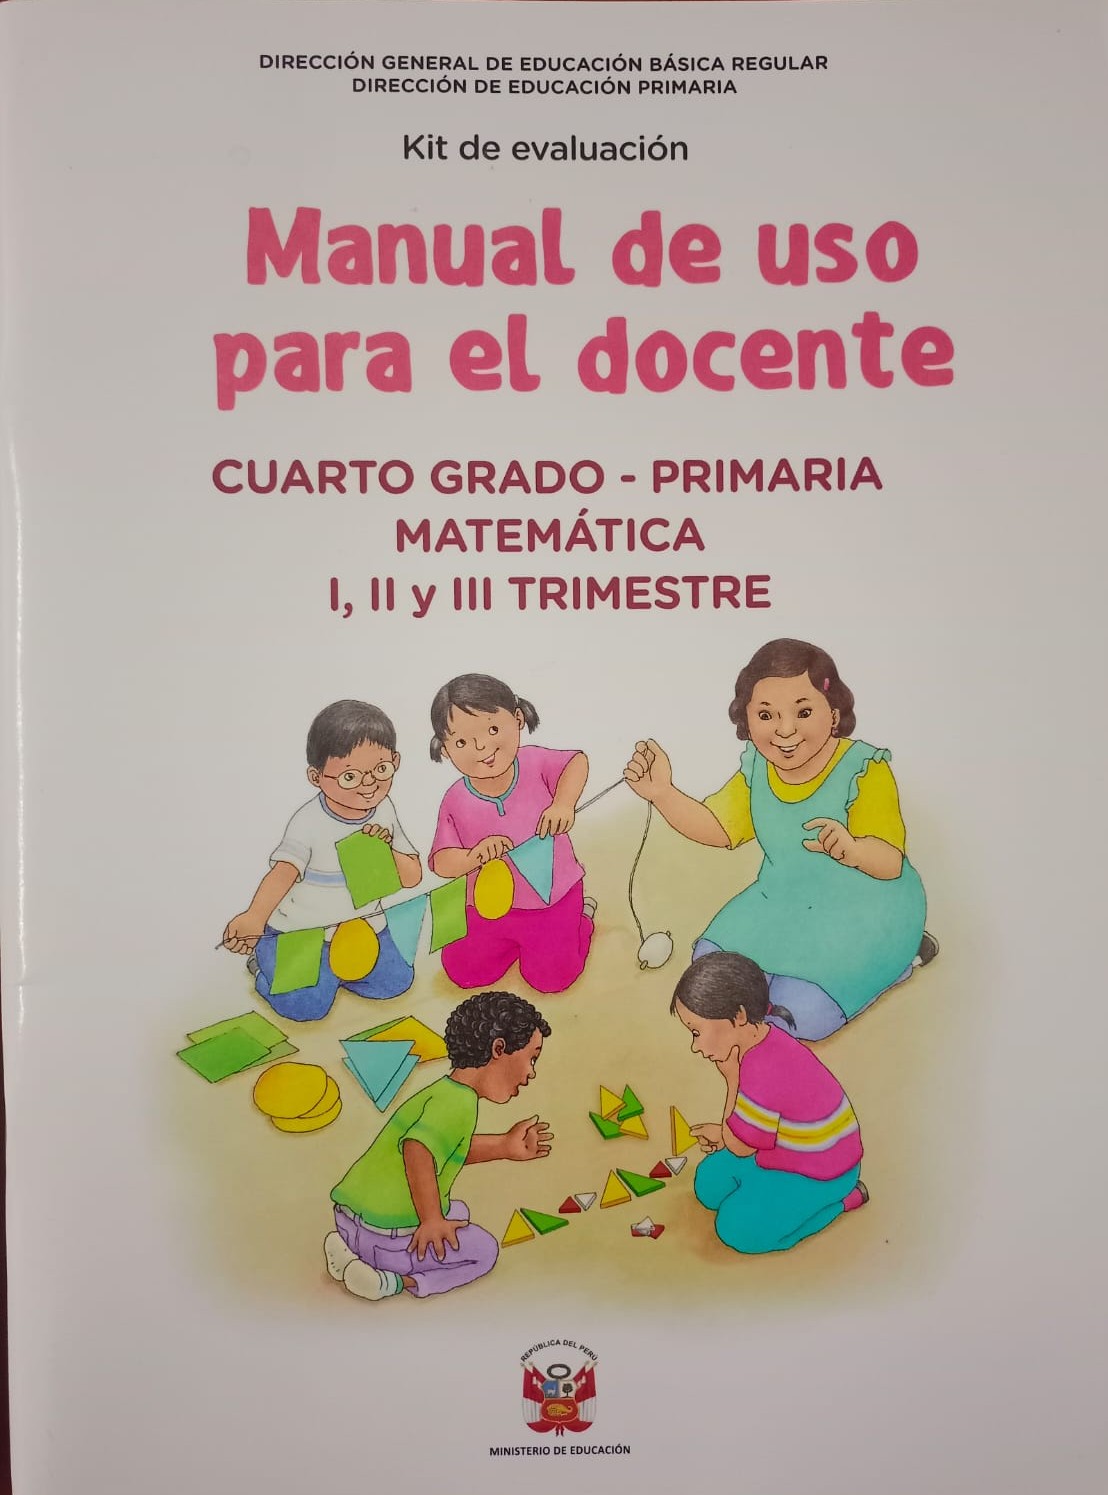 DIRECCIÓN GENERAL DE EDUCACIÓN BÁSICA REGULAR
DIRECCIÓN DE EDUCACIÓN PRIMARIA
Kit de evaluación
Manual de uso
para el docente
CUARTO GRADO - PRIMARIA
MATEMÁTICA
I, II y III TRIMESTRE
REPÚBLICA DEL PERÚ
MINISTERIO DE EDUCACIÓN